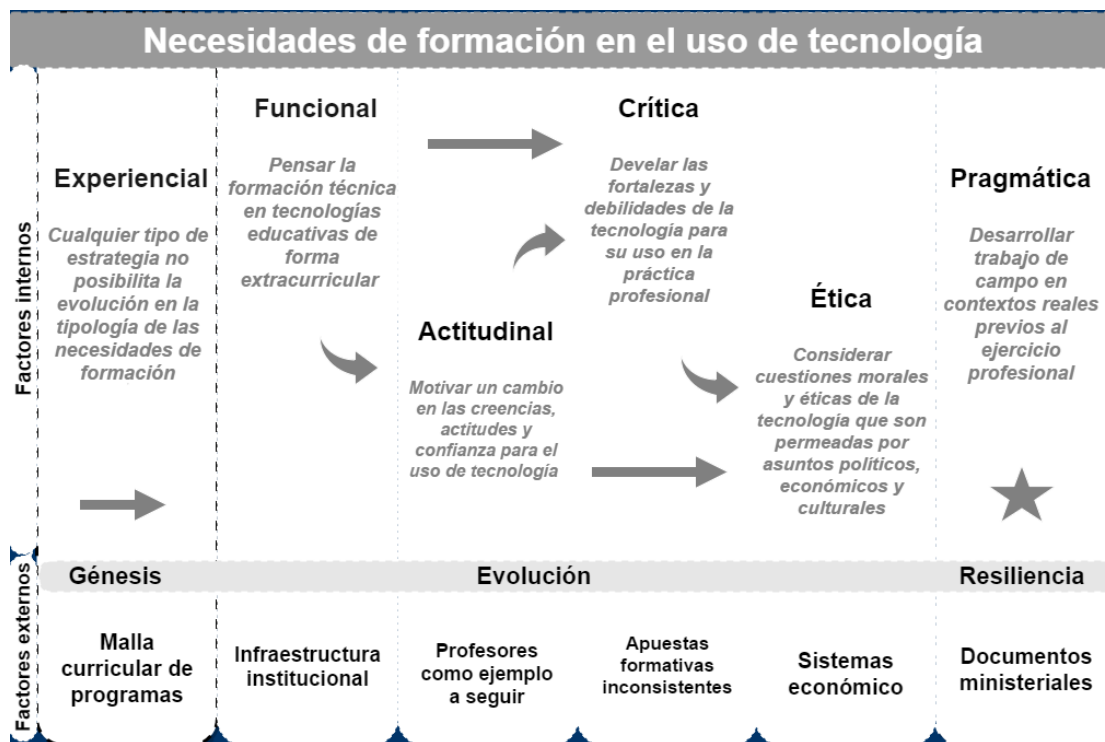 Necesidades de formación en el uso de tecnología
Factores internos
Experiencial
Cualquier tipo de
estrategia no
posibilita la
evolución en la
tipología de las
necesidades de
formación
Funcional
Pensar la
formación técnica
en tecnologías
educativas de
forma
extracurricular
Actitudinal
Motivar un cambio
en las creencias,
actitudes y
confianza para el
uso de tecnología
Crítica
Develar las
fortalezas y
debilidades de la
tecnología para
su uso en la
práctica
profesional
Ética
Considerar
cuestiones morales
y éticas de la
tecnología que son
permeadas por
asuntos políticos,
económicos y
culturales
Pragmática
Desarrollar
trabajo de
campo en
contextos reales
previos al
ejercicio
profesional
Génesis
Evolución
Resiliencia
Factores externos
Malla
curricular de
programas
Infraestructura
institucional
Profesores
como ejemplo
a seguir
Apuestas
formativas
inconsistentes
Sistemas
económico
Documentos
ministeriales